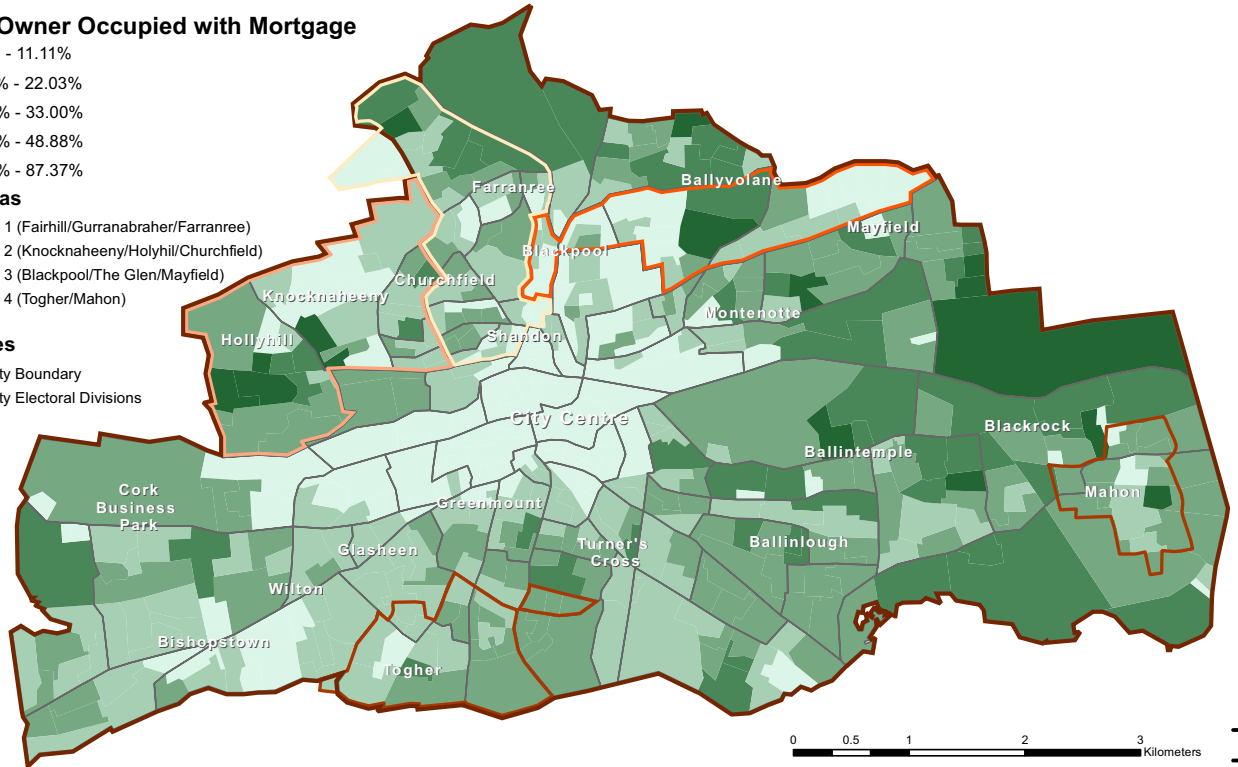 Owner Occupied with Mortgage
- 11.11%
% - 22.03%
% - 33.00%
% - 48.88%
% - 87.37%
as
1 (Fairhill/Gurranabraher/Farranree)
2 (Knocknaheeny/Holyhil/Churchfield)
3 (Blackpool/The Glen/Mayfield)
4 (Togher/Mahon)
es
ty Boundary
ty Electoral Divisions
Farranree
Ballyvolane
Mayfield
Blackpool
Churchfield
Knocknaheeny
Montenotte
Hollyhill
Shandon
City Centre
Blackrock
Ballintemple
Mahon
Cork
Business
Park
Greenmount
Glasheen
Turner's
Cross
Ballinlough
Wilton
Bishopstown
Togher
0 0.5 1 2 3
Kilometers